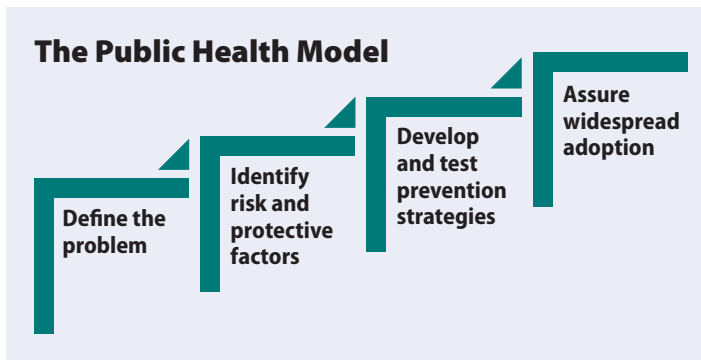 The Public Health Model
Define the
problem
Identify
risk and
protective
factors
Develop
and test
prevention
strategies
Assure
widespread
adoption